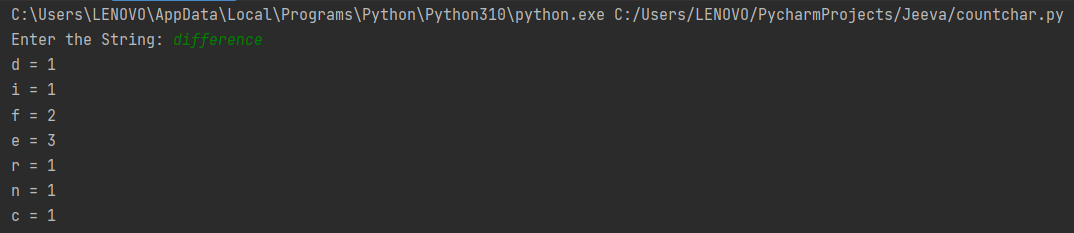 C:\Users\LENOVO\AppData\Local\Programs\Python\Python310\python.exe C:/Users/LENOVO/PycharmProjects/Jeeva/countchar.py
Enter the String: difference
d = 1
i = 1
f = 2
e = 3
r = 1
n = 1
c = 1